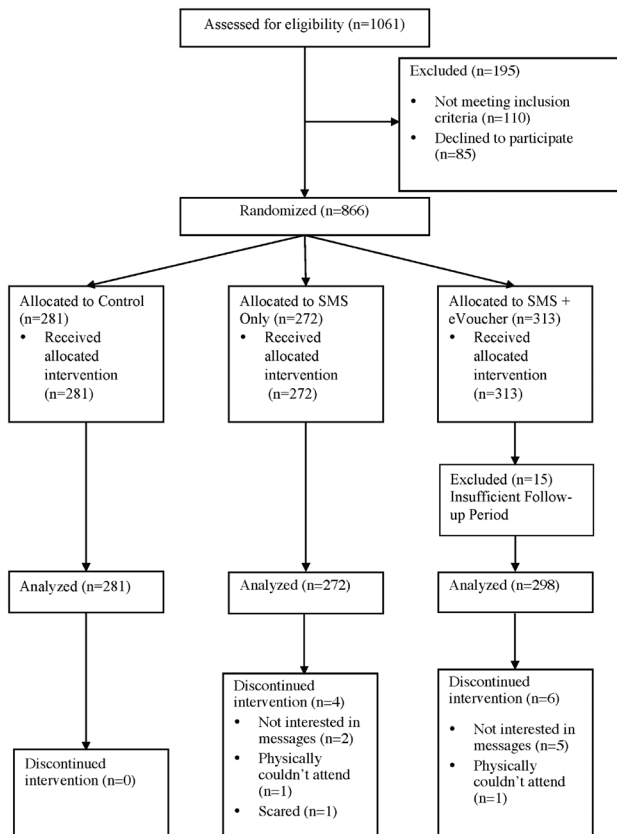 Assessed for eligibility (n=1061)
Excluded (n=195)
• Not meeting inclusion
criteria (n=110)
• Declined to participate
(n=85)
Randomized (n=866)
Allocated to Control
(n=281)
• Received
allocated
intervention
(n=281)
Allocated to SMS
Only (n=272)
• Received
allocated
intervention
(n=272)
Allocated to SMS +
eVoucher (n=313)
• Received
allocated
intervention
(n=313)
Excluded (n=15)
Insufficient Follow-
up Period
Analyzed (n=281)
Analyzed (n=272)
Analyzed (n=298)
Discontinued
intervention (n=0)
Discontinued
intervention (n=4)
• Not interested in
messages (n=2)
• Physically
couldn't attend
(n=1)
• Scared (n=1)
Discontinued
intervention (n=6)
• Not interested in
messages (n=5)
• Physically
couldn't attend
(n=1)